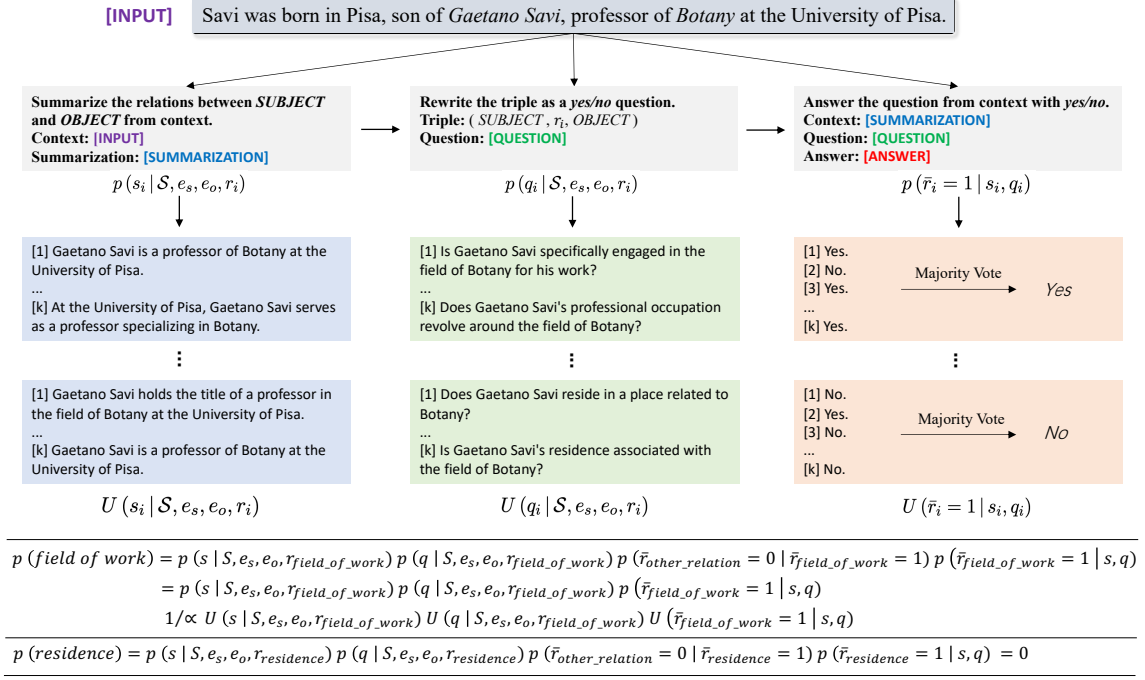 [INPUT] Savi was born in Pisa, son of Gaetano Savi, professor of Botany at the University of Pisa.
Summarize the relations between SUBJECT
and OBJECT from context.
Context: [INPUT]
Summarization: [SUMMARIZATION]
p (s_i | S, e_s, e_o, r_i)
[1] Gaetano Savi is a professor of Botany at the
University of Pisa.
...
[k] At the University of Pisa, Gaetano Savi serves
as a professor specializing in Botany.
⋮
[1] Gaetano Savi holds the title of a professor in
the field of Botany at the University of Pisa.
...
[k] Gaetano Savi is a professor of Botany at the
University of Pisa.
U (s_i | S, e_s, e_o, r_i)
Rewrite the triple as a yes/no question.
Triple: ( SUBJECT , r_i, OBJECT )
Question: [QUESTION]
p (q_i | S, e_s, e_o, r_i)
[1] Is Gaetano Savi specifically engaged in the
field of Botany for his work?
...
[k] Does Gaetano Savi's professional occupation
revolve around the field of Botany?
⋮
[1] Does Gaetano Savi reside in a place related to
Botany?
...
[k] Is Gaetano Savi's residence associated with
the field of Botany?
U (q_i | S, e_s, e_o, r_i)
Answer the question from context with yes/no.
Context: [SUMMARIZATION]
Question: [QUESTION]
Answer: [ANSWER]
p (r̄_i = 1 | s_i, q_i)
[1] Yes.
[2] No.
[3] Yes.
...
[k] Yes.
Majority Vote
Yes
⋮
[1] No.
[2] Yes.
[3] No.
...
[k] No.
Majority Vote
No
U (r̄_i = 1 | s_i, q_i)
p (field of work) = p (s | S, e_s, e_o, r_field_of_work) p (q | S, e_s, e_o, r_field_of_work) p (r̄_other_relation = 0 | r̄_field_of_work = 1) p (r̄_field_of_work = 1 | s, q)
= p (s | S, e_s, e_o, r_field_of_work) p (q | S, e_s, e_o, r_field_of_work) p (r̄_field_of_work = 1 | s, q)
1/∝ U (s | S, e_s, e_o, r_field_of_work) U (q | S, e_s, e_o, r_field_of_work) U (r̄_field_of_work = 1 | s, q)
p (residence) = p (s | S, e_s, e_o, r_residence) p (q | S, e_s, e_o, r_residence) p (r̄_other_relation = 0 | r̄_residence = 1) p (r̄_residence = 1 | s, q) = 0